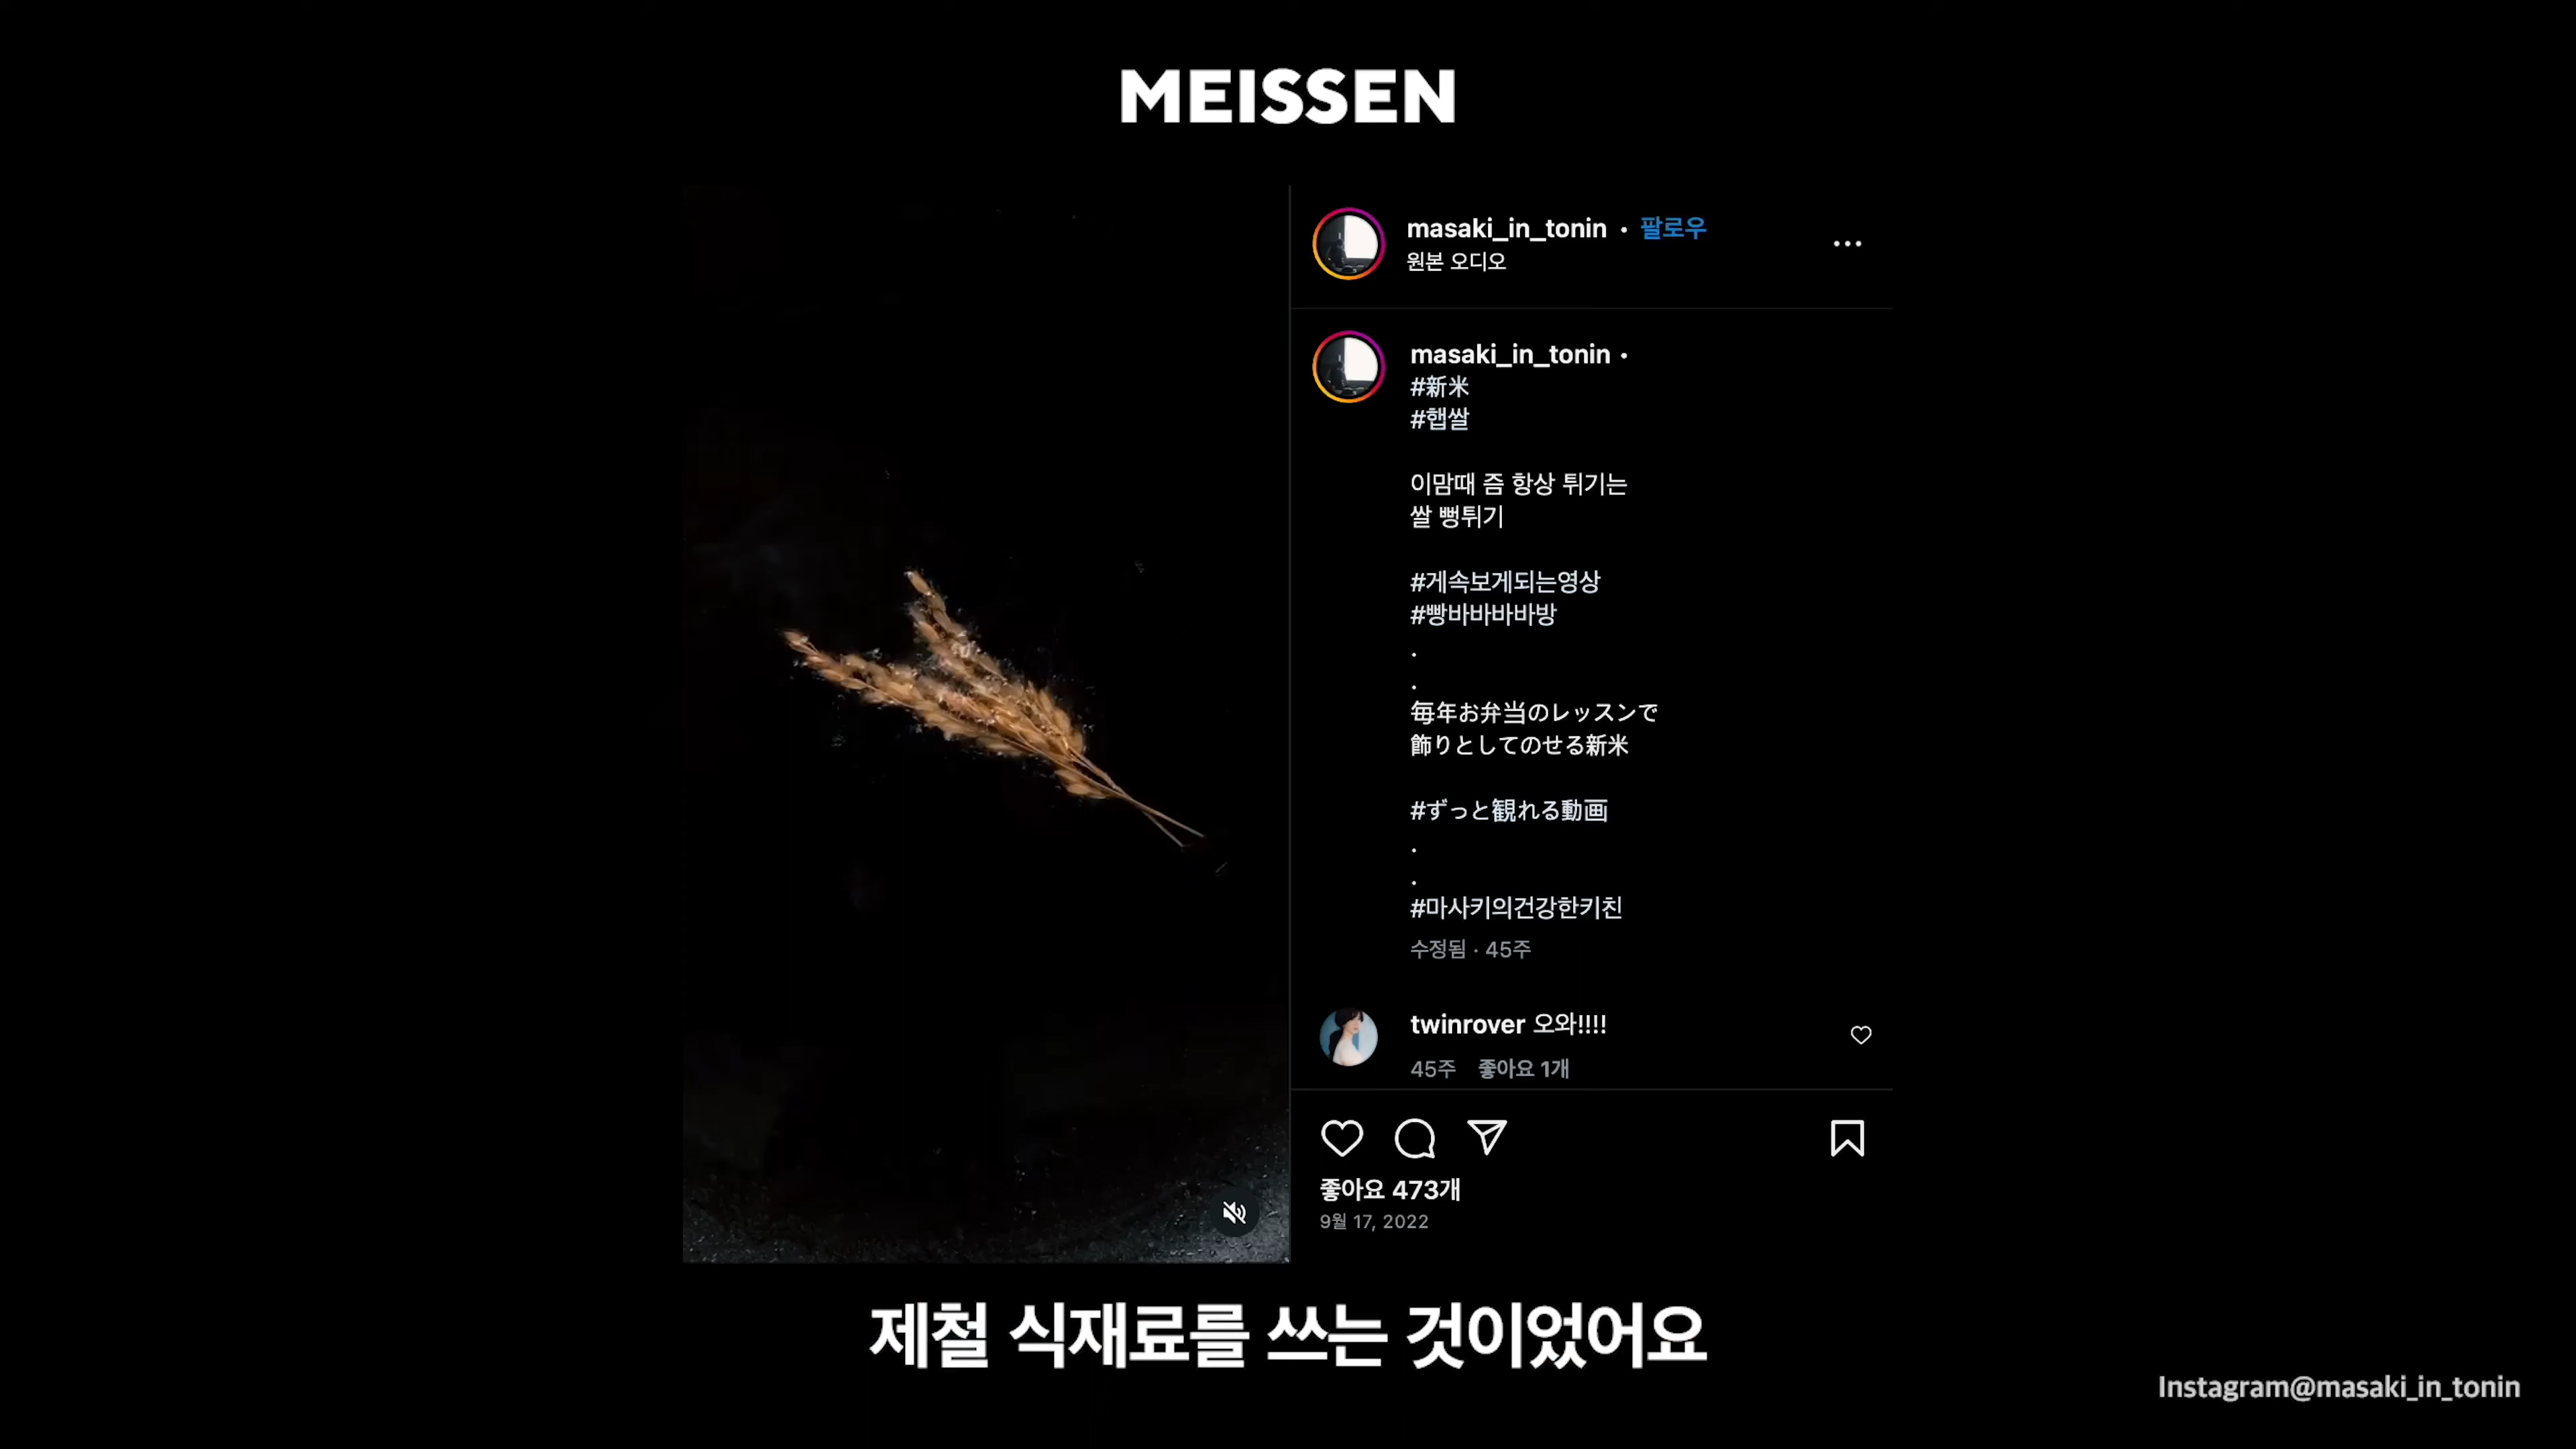 MEISSEN
masaki_in_tonin • 팔로우
원본 오디오
masaki_in_tonin •
#新米
#햅쌀
이맘때 즘 항상 튀기는
쌀 뻥튀기
#게속보게되는영상
#빵바바바바방
.
.
毎年お弁当のレッスンで
飾りとしてのせる新米
#ずっと観れる動画
.
.
#마사키의건강한키친
수정됨 · 45주
twinrover 오와!!!!
45주 좋아요 1개
좋아요 473개
9월 17, 2022
제철 식재료를 쓰는 것이었어요
Instagram@masaki_in_tonin